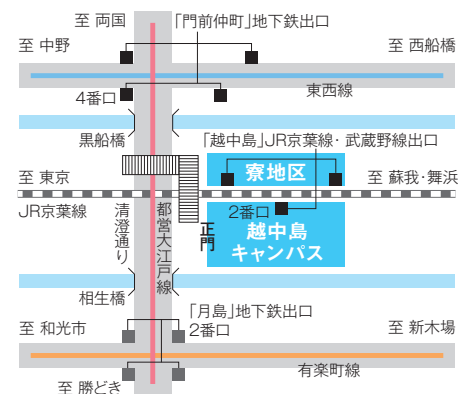 至 両国
「門前仲町」地下鉄出口
至 中野
至 西船橋
東西線
4番口
黒船橋
「越中島」JR京葉線・武蔵野線出口
寮地区
至 東京
至 蘇我・舞浜
JR京葉線
2番口
清澄通り
都営大江戸線
正門
越中島
キャンパス
相生橋
「月島」地下鉄出口
2番口
至 和光市
至 新木場
有楽町線
至 勝どき